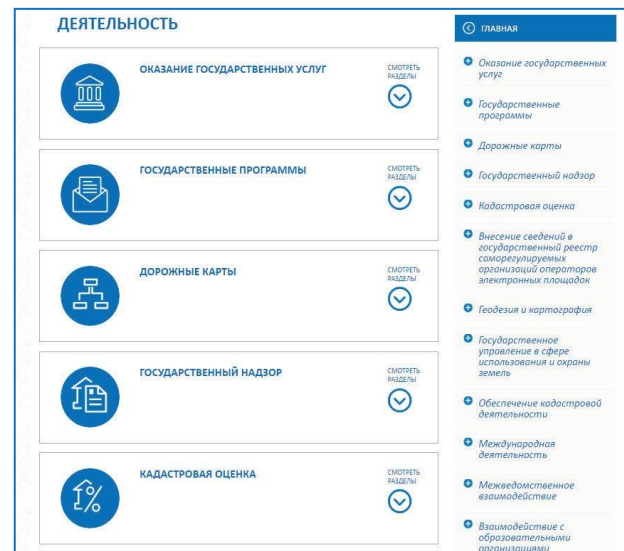 ДЕЯТЕЛЬНОСТЬ
ОКАЗАНИЕ ГОСУДАРСТВЕННЫХ УСЛУГ
СМОТРЕТЬ
РАЗДЕЛЫ
ГОСУДАРСТВЕННЫЕ ПРОГРАММЫ
СМОТРЕТЬ
РАЗДЕЛЫ
ДОРОЖНЫЕ КАРТЫ
СМОТРЕТЬ
РАЗДЕЛЫ
ГОСУДАРСТВЕННЫЙ НАДЗОР
СМОТРЕТЬ
РАЗДЕЛЫ
КАДАСТРОВАЯ ОЦЕНКА
СМОТРЕТЬ
РАЗДЕЛЫ
ГЛАВНАЯ
Оказание государственных
услуг
Государственные
программы
Дорожные карты
Государственный надзор
Кадастровая оценка
Внесение сведений в
государственный реестр
саморегулируемых
организаций операторов
электронных площадок
Геодезия и картография
Государственное
управление в сфере
использования и охраны
земель
Обеспечение кадастровой
деятельности
Международная
деятельность
Межведомственное
взаимодействие
Взаимодействие с
образовательными
организациями